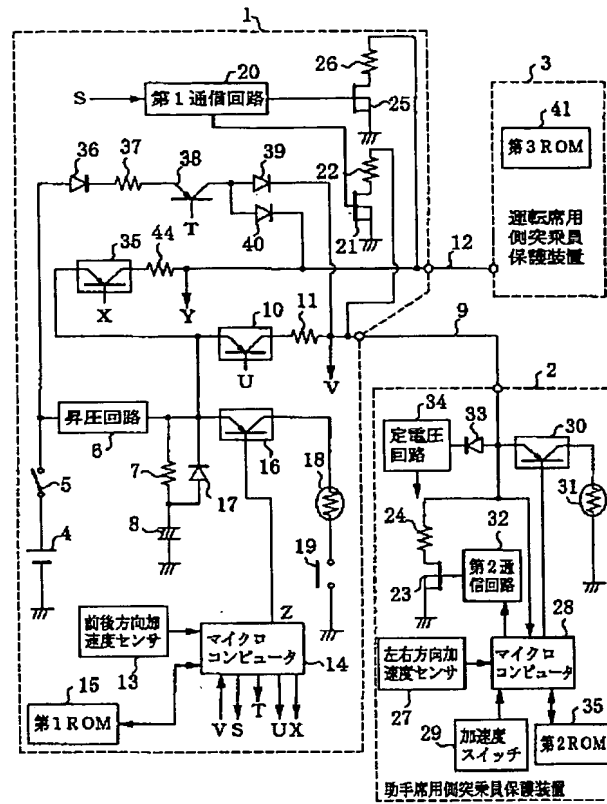 1
20
第1通信回路
S
26
25
3
41
第3ROM
運転席用
側突乗員
保護装置
36
37
38
39
T
40
22
21
12
35
44
X
Y
10
11
U
V
9
昇圧回路
6
5
4
7
8
17
16
18
19
2
34
定電圧
回路
33
30
31
24
23
32
第2通
信回路
前後方向加
速度センサ
13
Z
マイクロ
コンピュータ
14
15
第1ROM
V S T U X
左右方向加
速度センサ
27
28
マイクロ
コンピュータ
29
加速度
スイッチ
35
第2ROM
助手席用側突乗員保護装置